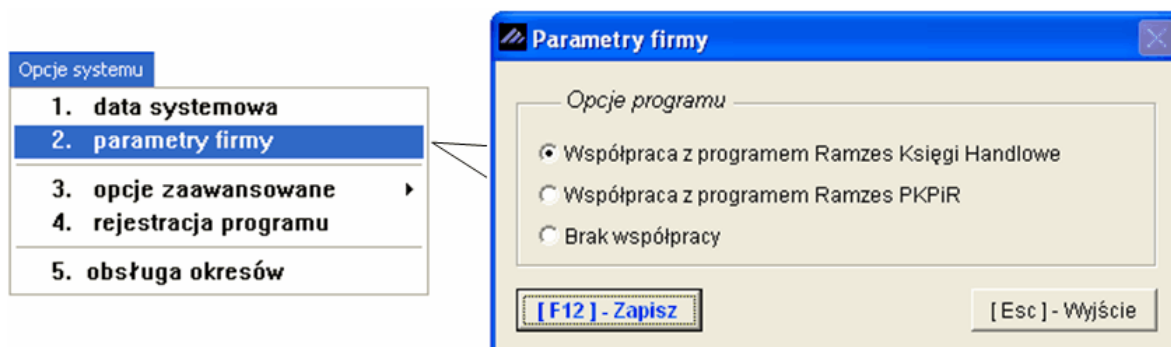 Opcje systemu
1. data systemowa
2. parametry firmy
3. opcje zaawansowane
4. rejestracja programu
5. obsługa okresów
Parametry firmy
Opcje programu
Współpraca z programem Ramzes Księgi Handlowe
Współpraca z programem Ramzes PKPiR
Brak współpracy
[ F12 ] - Zapisz
[ Esc ] - Wyjście